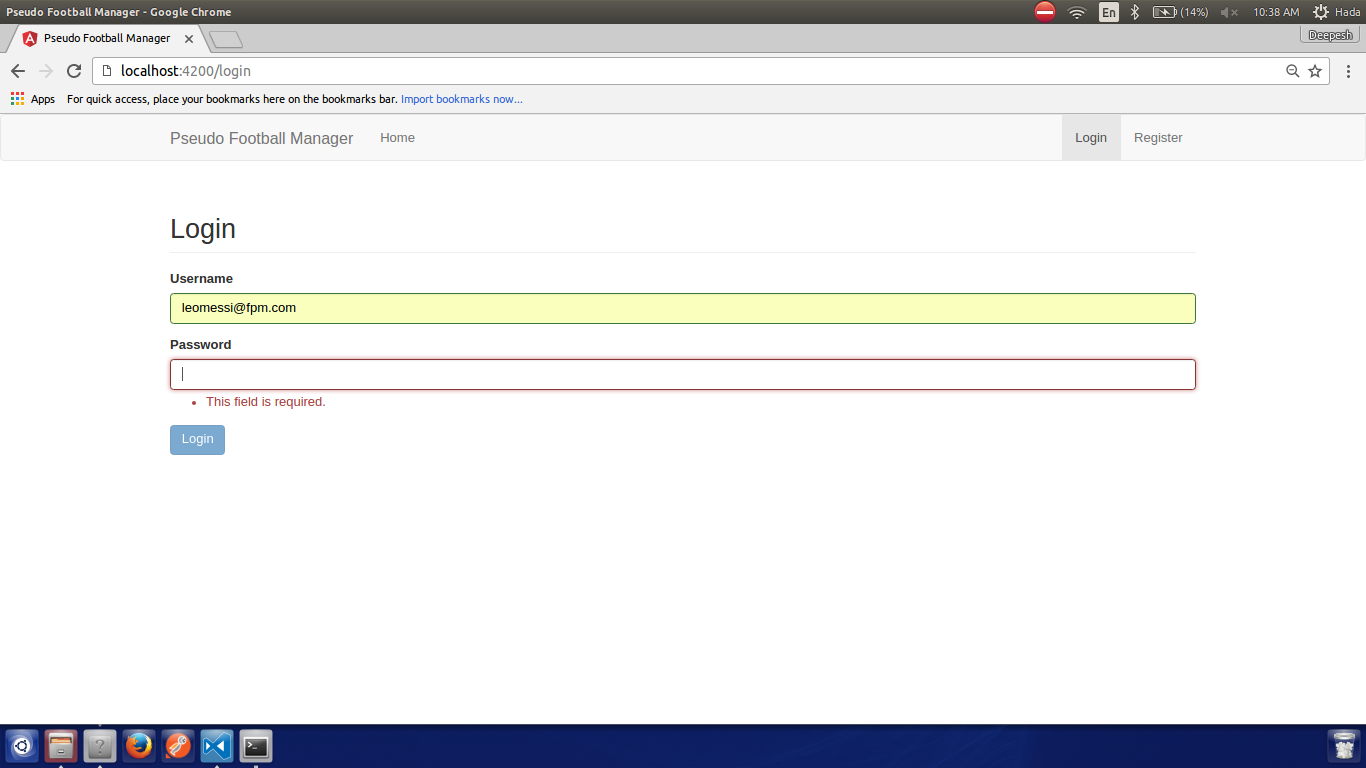 Pseudo Football Manager - Google Chrome
En (14%) 10:38 AM Hada
Pseudo Football Manager
Deepesh
localhost:4200/login
Apps For quick access, place your bookmarks here on the bookmarks bar. Import bookmarks now...
Pseudo Football Manager Home Login Register
Login
Username
leomessi@fpm.com
Password
This field is required.
Login